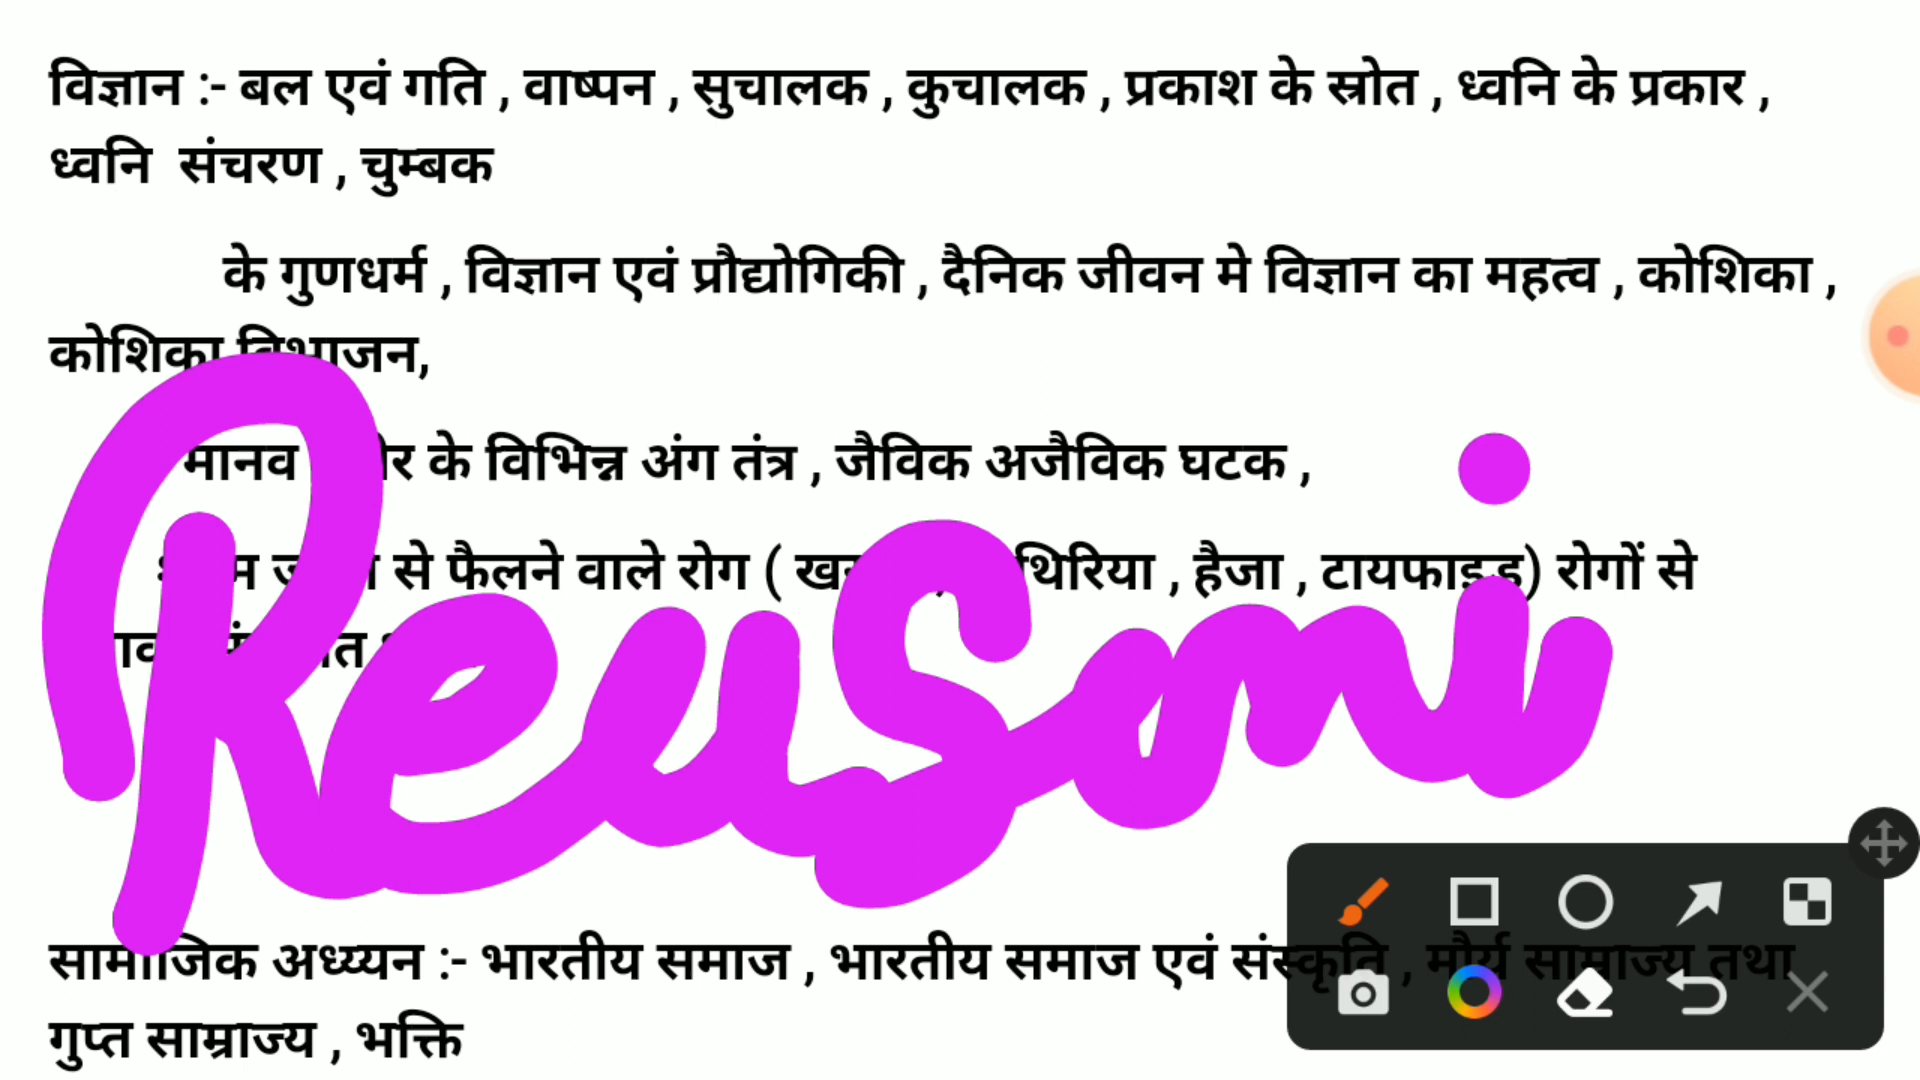 विज्ञान :- बल एवं गति , वाष्पन , सुचालक , कुचालक , प्रकाश के स्रोत , ध्वनि के प्रकार ,
ध्वनि संचरण , चुम्बक
के गुणधर्म , विज्ञान एवं प्रौद्योगिकी , दैनिक जीवन मे विज्ञान का महत्व , कोशिका ,
कोशिका विभाजन,
मानव के विभिन्न अंग तंत्र , जैविक अजैविक घटक ,
से फैलने वाले रोग ( , हैजा , टायफाइड) रोगों से
सामाजिक अध्य्यन :- भारतीय समाज , भारतीय समाज एवं संस्कृति , मौर्य साम्राज्य तथा
गुप्त साम्राज्य , भक्ति